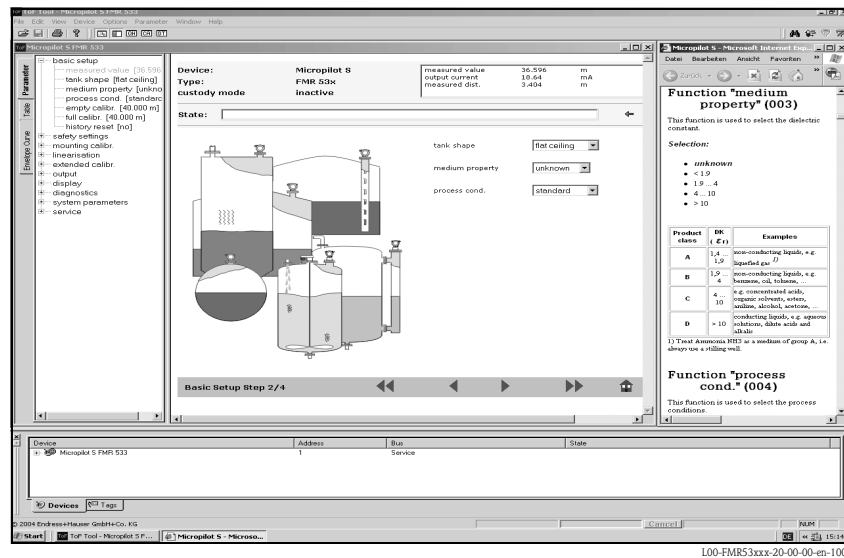 ToF Tool - Micropilot S FMR 533
File Edit View Device Options Parameter Window Help
ToF Micropilot S FMR 533
Parameter
Table
Envelope Curve
basic setup
measured value [36.596
tank shape [flat ceiling]
medium property [unkno
process cond. [standarc
empty calibr. [40.000 m]
full calibr. [40.000 m]
history reset [no]
safety settings
mounting calibr.
linearisation
extended calibr.
output
display
diagnostics
system parameters
service
Device: Micropilot S
Type: FMR 53x
custody mode inactive
measured value 36.596 m
output current 18.64 mA
measured dist. 3.404 m
State:
tank shape flat ceiling
medium property unknown
process cond. standard
Basic Setup Step 2/4
Micropilot S - Microsoft Internet Exp...
Datei Bearbeiten Ansicht Favoriten »
Zurück
Function "medium
property" (003)
This function is used to select the dielectric
constant.
Selection:
• unknown
• < 1.9
• 1.9 ... 4
• 4 ... 10
• > 10
Product class DK (εr) Examples
A 1,4 ... 1,9 non-conducting liquids, e.g. liquefied gas 1)
B 1,9 ... 4 non-conducting liquids, e.g. benzene, oil, toluene, ...
C 4 ... 10 e.g. concentrated acids, organic solvents, esters, aniline, alcohol, acetone, ...
D > 10 conducting liquids, e.g. aqueous solutions, dilute acids and alkalis
1) Treat Ammonia NH3 as a medium of group A, i.e.
always use a stilling well.
Function "process
cond." (004)
This function is used to select the process
conditions.
Device Address Bus State
Micropilot S FMR 533 1 Service
Devices Tags
© 2004 Endress+Hauser GmbH+Co. KG
Cancel
NUM
Start ToF Tool - Micropilot S F... Micropilot S - Microso... DE « 15:14
L00-FMR53xxx-20-00-00-en-100